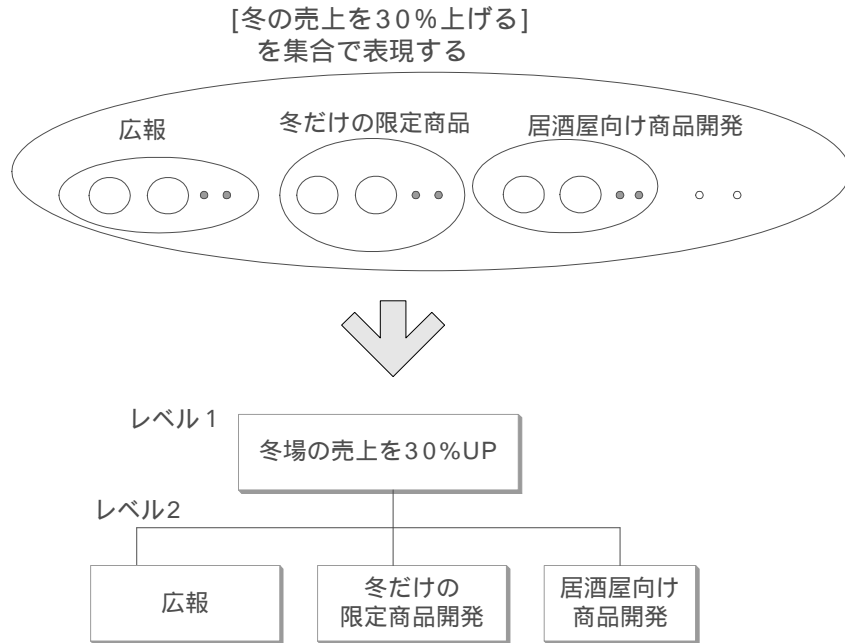 [冬の売上を30%上げる]
を集合で表現する
広報
冬だけの限定商品
居酒屋向け商品開発
レベル1
冬場の売上を30%UP
レベル2
広報
冬だけの
限定商品開発
居酒屋向け
商品開発